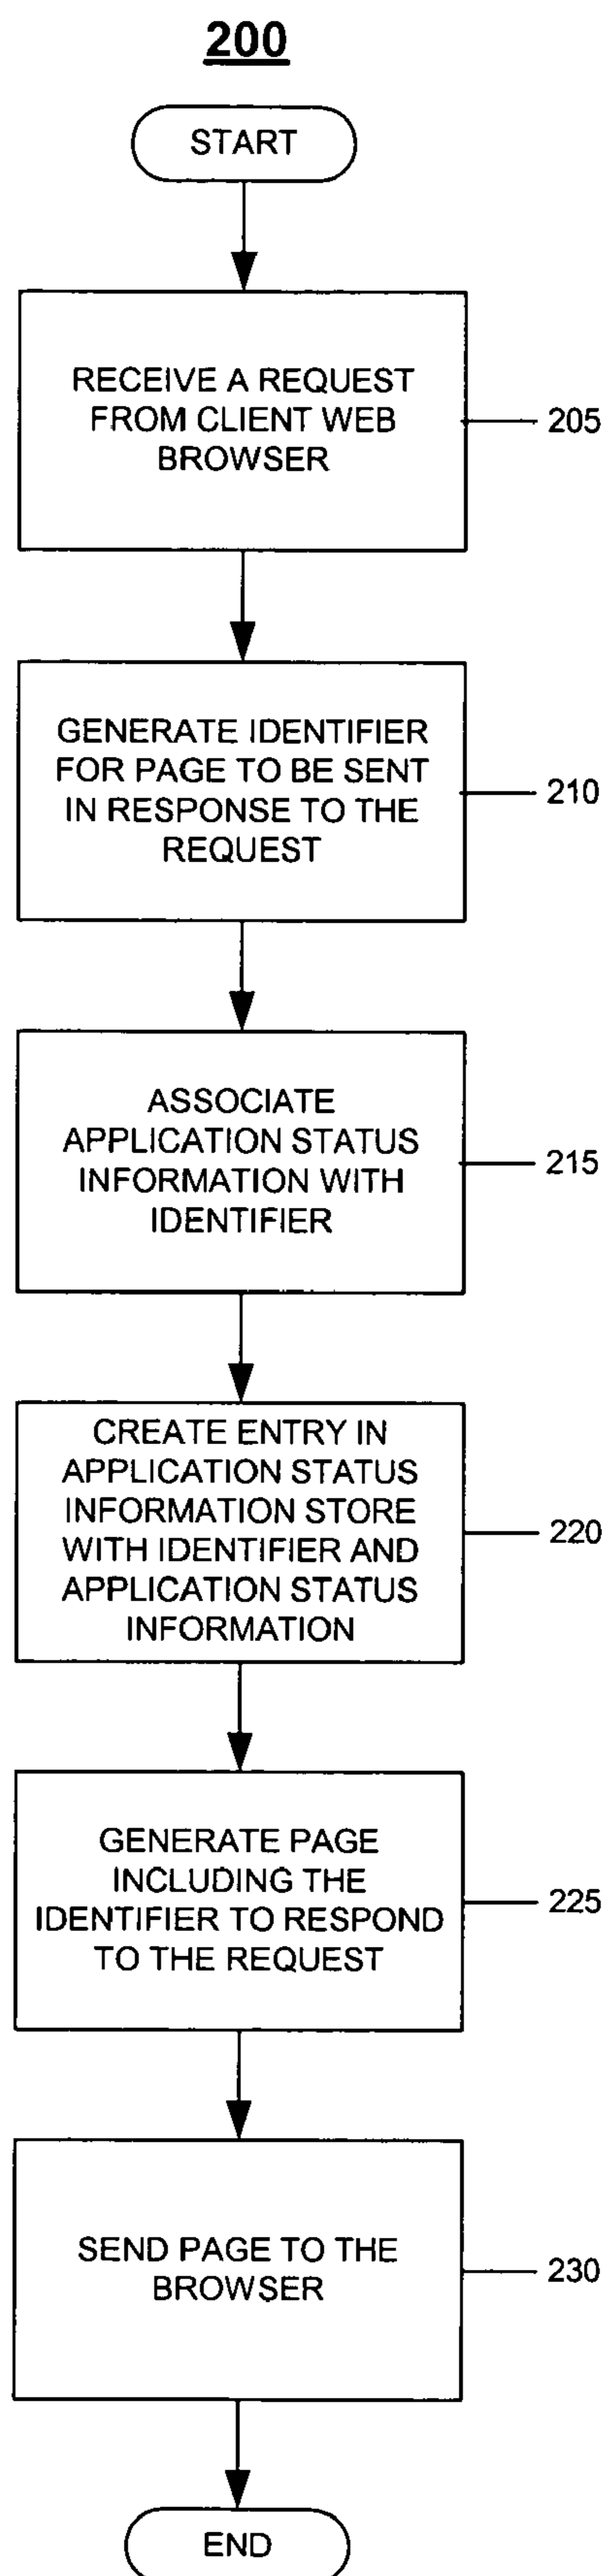 200
START
RECEIVE A REQUEST
FROM CLIENT WEB
BROWSER
205
GENERATE IDENTIFIER
FOR PAGE TO BE SENT
IN RESPONSE TO THE
REQUEST
210
ASSOCIATE
APPLICATION STATUS
INFORMATION WITH
IDENTIFIER
215
CREATE ENTRY IN
APPLICATION STATUS
INFORMATION STORE
WITH IDENTIFIER AND
APPLICATION STATUS
INFORMATION
220
GENERATE PAGE
INCLUDING THE
IDENTIFIER TO RESPOND
TO THE REQUEST
225
SEND PAGE TO THE
BROWSER
230
END